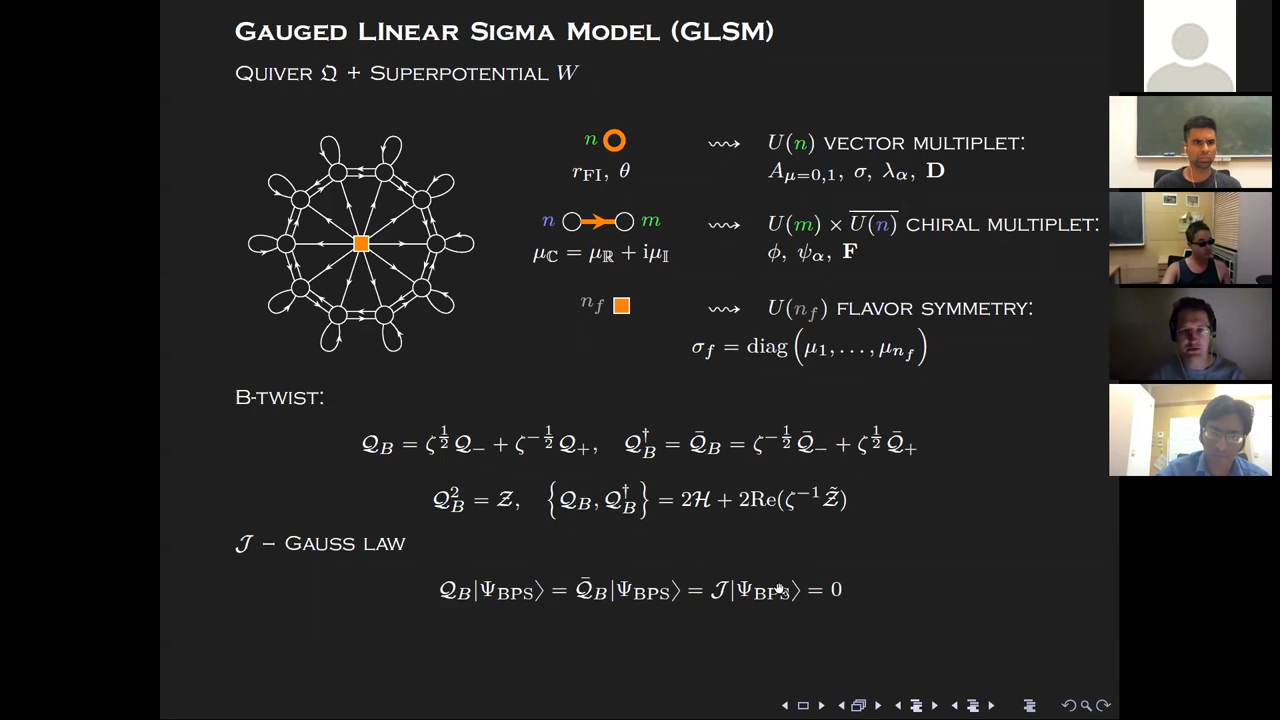 Gauged LInear Sigma Model (GLSM)
Quiver 𝔔 + Superpotential W
n ⇝ U(n) vector multiplet:
r_FI, θ A_{μ=0,1}, σ, λ_α, D
n m ⇝ U(m) × \overline{U(n)} chiral multiplet:
μ_ℂ = μ_ℝ + iμ_𝕀 ϕ, ψ_α, F
n_f ⇝ U(n_f) flavor symmetry:
σ_f = diag(μ_1, …, μ_{n_f})
B-twist:
𝒬_B = ζ^{1/2} 𝒬_− + ζ^{−1/2} 𝒬_+, 𝒬_B^† = \bar{𝒬}_B = ζ^{−1/2} \bar{𝒬}_− + ζ^{1/2} \bar{𝒬}_+
𝒬_B^2 = 𝒵, {𝒬_B, 𝒬_B^†} = 2ℋ + 2Re(ζ^{−1} \tilde{𝒵})
𝒥 – Gauss law
𝒬_B|Ψ_BPS⟩ = \bar{𝒬}_B|Ψ_BPS⟩ = 𝒥|Ψ_BPS⟩ = 0